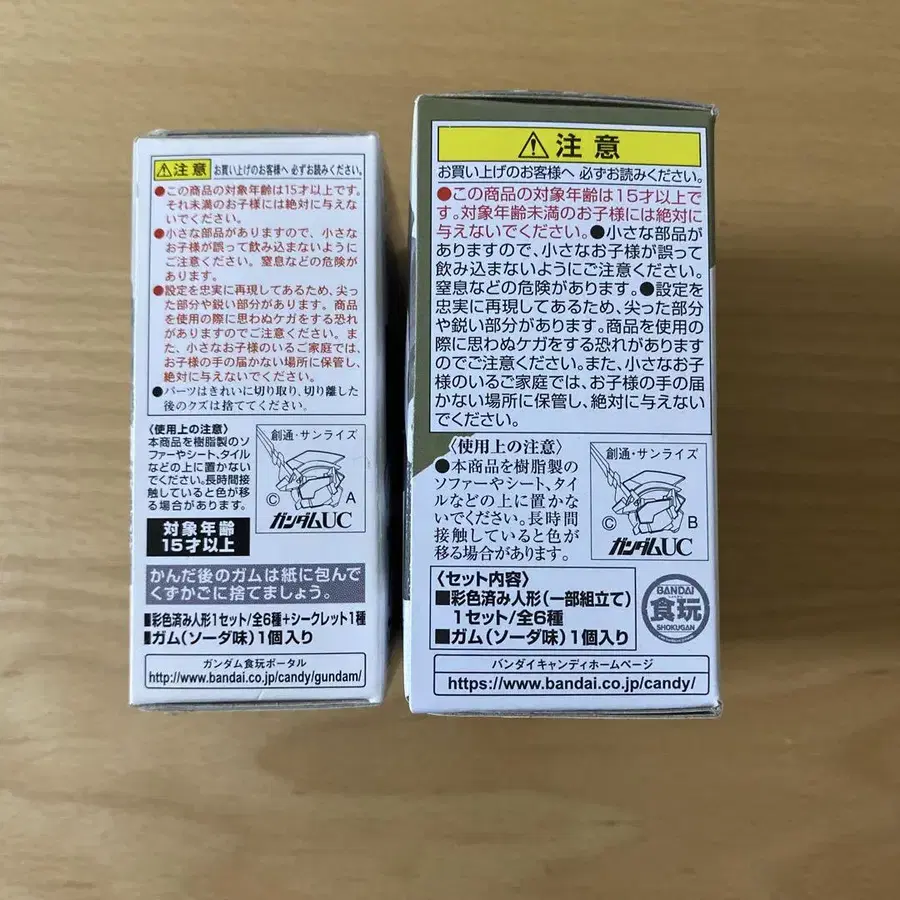 注意 お買い上げのお客様へ 必ずお読みください。
●この商品の対象年齢は15才以上です。
それ未満のお子様には絶対に与えな
いでください。
●小さな部品がありますので、小さな
お子様が誤って飲み込まないように
ご注意ください。窒息などの危険が
あります。
●設定を忠実に再現してあるため、尖っ
た部分や鋭い部分があります。商品
を使用の際に思わぬケガをする恐れ
がありますのでご注意ください。ま
た、小さなお子様のいるご家庭では、
お子様の手の届かない場所に保管し、
絶対に与えないでください。
●パーツはきれいに切り取り、切り離した
後のクズは捨ててください。
〈使用上の注意〉
本商品を樹脂製のソ
ファーやシート、タイル
などの上に置かない
でください。長時間接
触していると色が移
る場合があります。
創通・サンライズ
© A
ガンダムUC
対象年齢
15才以上
かんだ後のガムは紙に包んで
くずかごに捨てましょう。
■彩色済み人形1セット/全6種+シークレット1種
■ガム(ソーダ味)1個入り
ガンダム食玩ポータル
http://www.bandai.co.jp/candy/gundam/
注意
お買い上げのお客様へ 必ずお読みください。
●この商品の対象年齢は15才以上で
す。対象年齢未満のお子様には絶対に
与えないでください。●小さな部品が
ありますので、小さなお子様が誤って
飲み込まないようにご注意ください。
窒息などの危険があります。●設定を
忠実に再現してあるため、尖った部分
や鋭い部分があります。商品を使用の
際に思わぬケガをする恐れがあります
のでご注意ください。また、小さなお子
様のいるご家庭では、お子様の手の届
かない場所に保管し、絶対に与えない
でください。
〈使用上の注意〉
●本商品を樹脂製の
ソファーやシート、タイ
ルなどの上に置かな
いでください。長時間
接触していると色が
移る場合があります。
創通・サンライズ
© B
ガンダムUC
〈セット内容〉
■彩色済み人形(一部組立て)
1セット/全6種
■ガム(ソーダ味)1個入り
BANDAI
食玩
SHOKUGAN
バンダイキャンディホームページ
https://www.bandai.co.jp/candy/